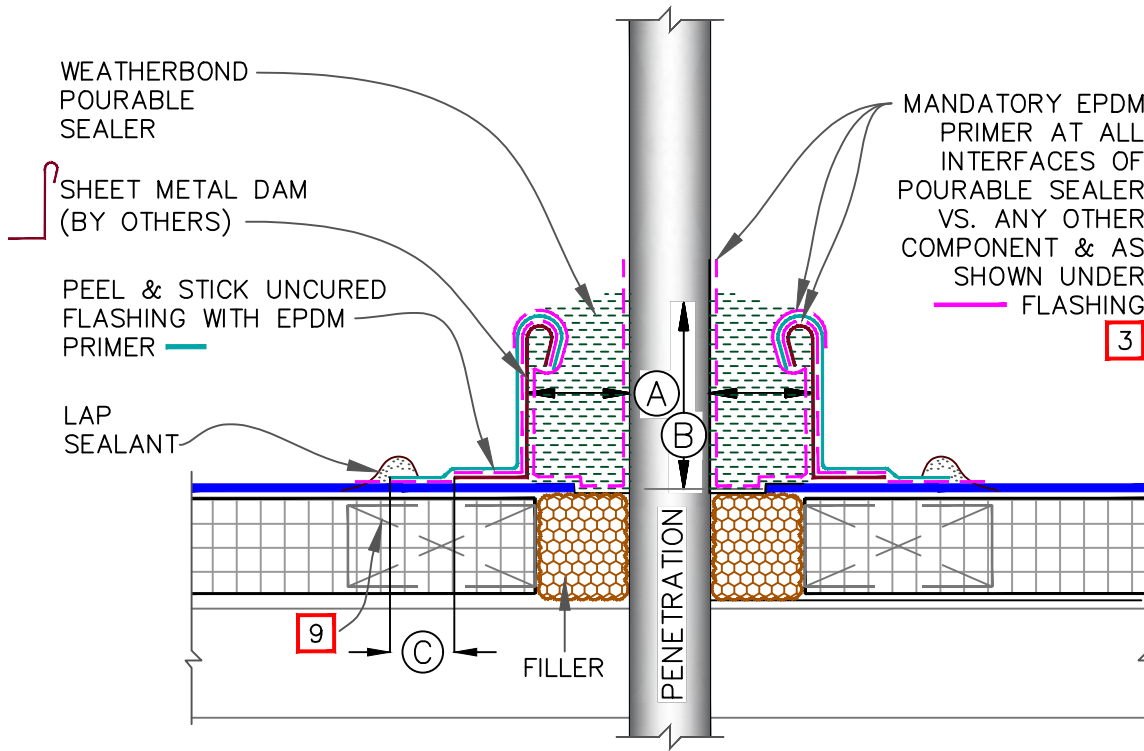 WEATHERBOND
POURABLE
SEALER
SHEET METAL DAM
(BY OTHERS)
PEEL & STICK UNCURED
FLASHING WITH EPDM
PRIMER
LAP
SEALANT
MANDATORY EPDM
PRIMER AT ALL
INTERFACES OF
POURABLE SEALER
VS. ANY OTHER
COMPONENT & AS
SHOWN UNDER
FLASHING
3
A
B
PENETRATION
9
C
FILLER